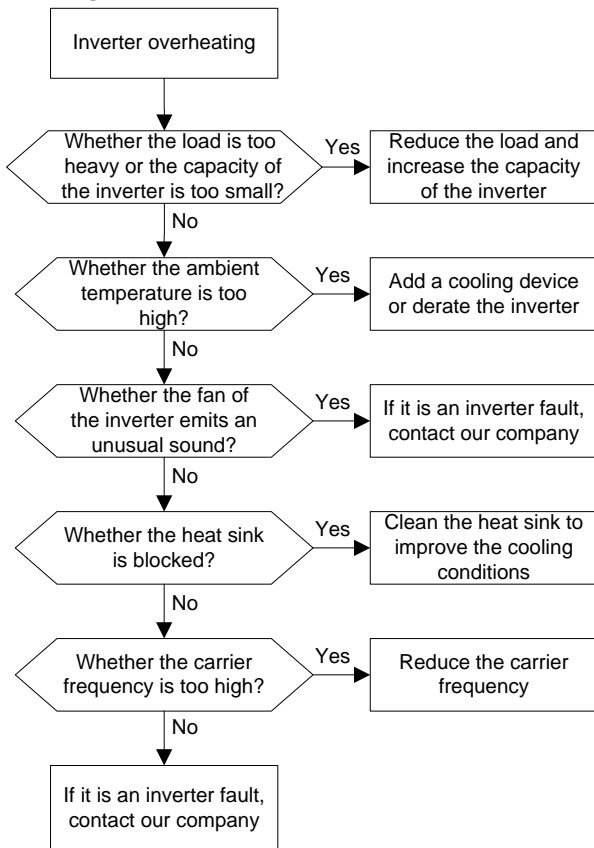 Inverter overheating
Whether the load is too
heavy or the capacity of
the inverter is too small?
Yes
Reduce the load and
increase the capacity
of the inverter
No
Whether the ambient
temperature is too
high?
Yes
Add a cooling device
or derate the inverter
No
Whether the fan of
the inverter emits an
unusual sound?
Yes
If it is an inverter fault,
contact our company
No
Whether the heat sink
is blocked?
Yes
Clean the heat sink to
improve the cooling
conditions
No
Whether the carrier
frequency is too high?
Yes
Reduce the carrier
frequency
No
If it is an inverter fault,
contact our company